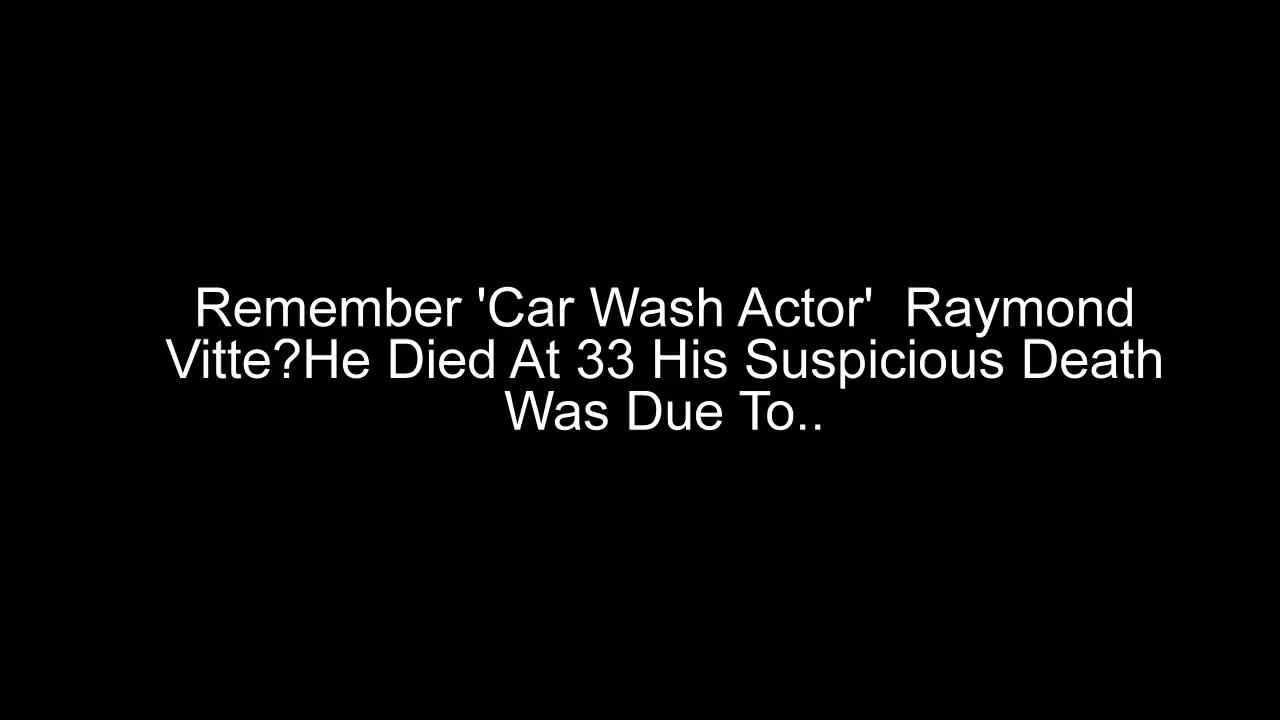 Remember 'Car Wash Actor'  Raymond
Vitte?He Died At 33 His Suspicious Death
Was Due To..